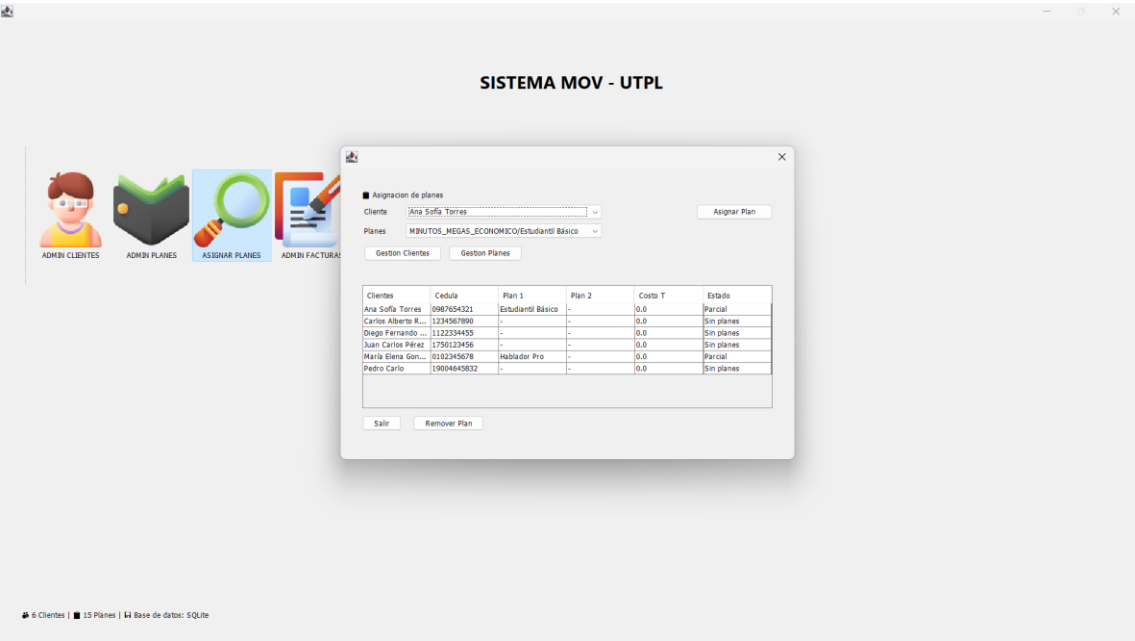 SISTEMA MOV - UTPL
ADMIN CLIENTES ADMIN PLANES ASIGNAR PLANES ADMIN FACTURAS
Asignacion de planes
Cliente Ana Sofía Torres Asignar Plan
Planes MINUTOS_MEGAS_ECONOMICO/Estudiantil Básico
Gestion Clientes Gestion Planes
Clientes Cedula Plan 1 Plan 2 Costo T Estado
Ana Sofía Torres 0987654321 Estudiantil Básico - 0.0 Parcial
Carlos Alberto R... 1234567890 - - 0.0 Sin planes
Diego Fernando ... 1122334455 - - 0.0 Sin planes
Juan Carlos Pérez 1750123456 - - 0.0 Sin planes
María Elena Gon... 0102345678 Hablador Pro - 0.0 Parcial
Pedro Carlo 19004645832 - - 0.0 Sin planes
Salir Remover Plan
6 Clientes | 15 Planes | Base de datos: SQLite